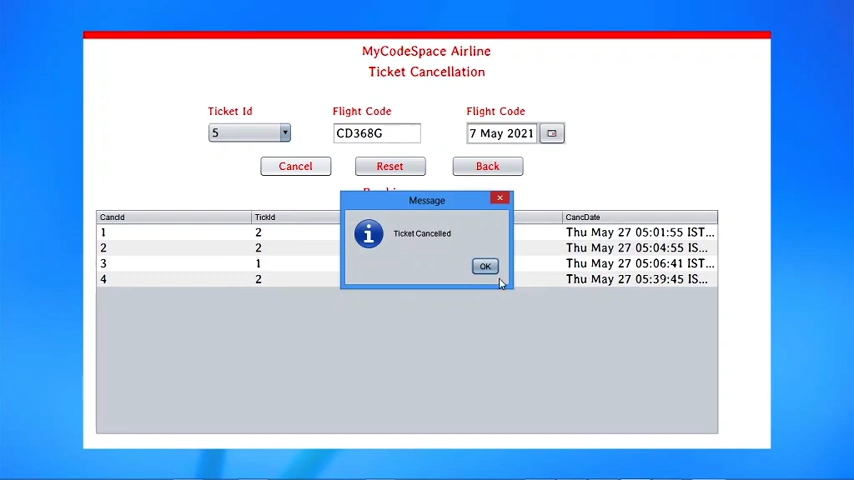 MyCodeSpace Airline
Ticket Cancellation
Ticket Id Flight Code Flight Code
5 CD368G 7 May 2021
Cancel Reset Back
Message
Ticket Cancelled
OK
CancId TickId CancDate
1 2 Thu May 27 05:01:55 IST...
2 2 Thu May 27 05:04:55 IS...
3 1 Thu May 27 05:06:41 IST...
4 2 Thu May 27 05:39:45 IS...